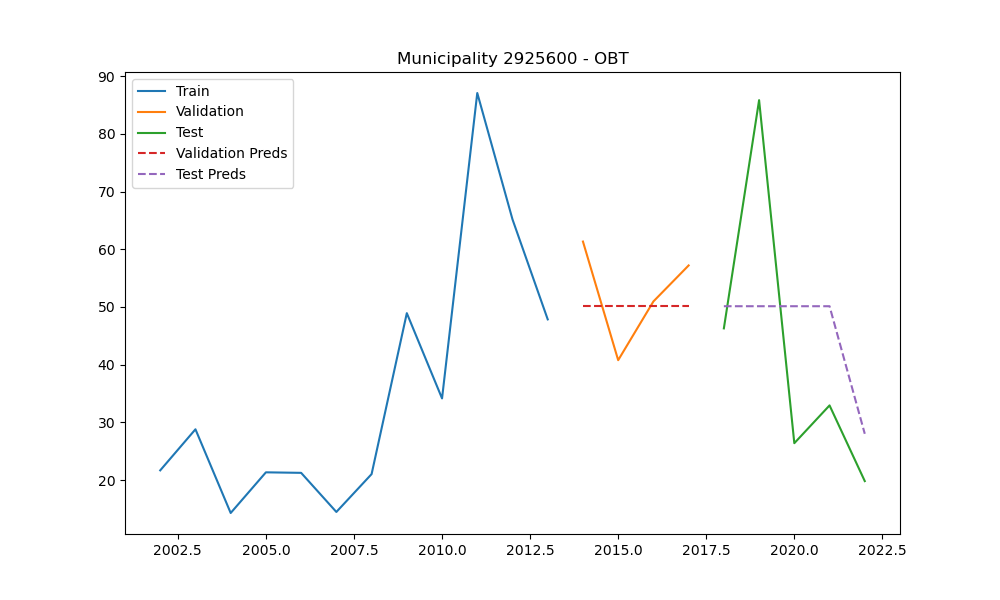 Municipality 2925600 - OBT
90
80
70
60
50
40
30
20
Train
Validation
Test
Validation Preds
Test Preds
2002.5 2005.0 2007.5 2010.0 2012.5 2015.0 2017.5 2020.0 2022.5